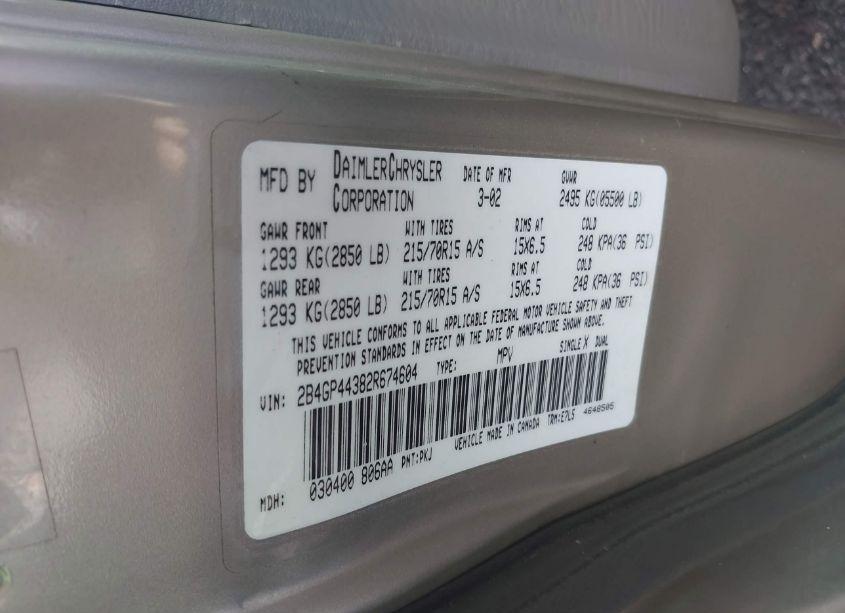 MFD BY DAIMLERCHRYSLER CORPORATION DATE OF MFR 3-02 GVWR 2495 KG(05500 LB)
GAWR FRONT WITH TIRES RIMS AT COLD
1293 KG(2850 LB) 215/70R15 A/S 15X6.5 248 KPA(36 PSI)
GAWR REAR WITH TIRES RIMS AT COLD
1293 KG(2850 LB) 215/70R15 A/S 15X6.5 248 KPA(36 PSI)
THIS VEHICLE CONFORMS TO ALL APPLICABLE FEDERAL MOTOR VEHICLE SAFETY AND THEFT
PREVENTION STANDARDS IN EFFECT ON THE DATE OF MANUFACTURE SHOWN ABOVE.
VIN: 2B4GP44382R674604 TYPE: MPV SINGLE X DUAL
MDH: 030400 806AA PNT:PKJ VEHICLE MADE IN CANADA TRM:E7L5 4648505